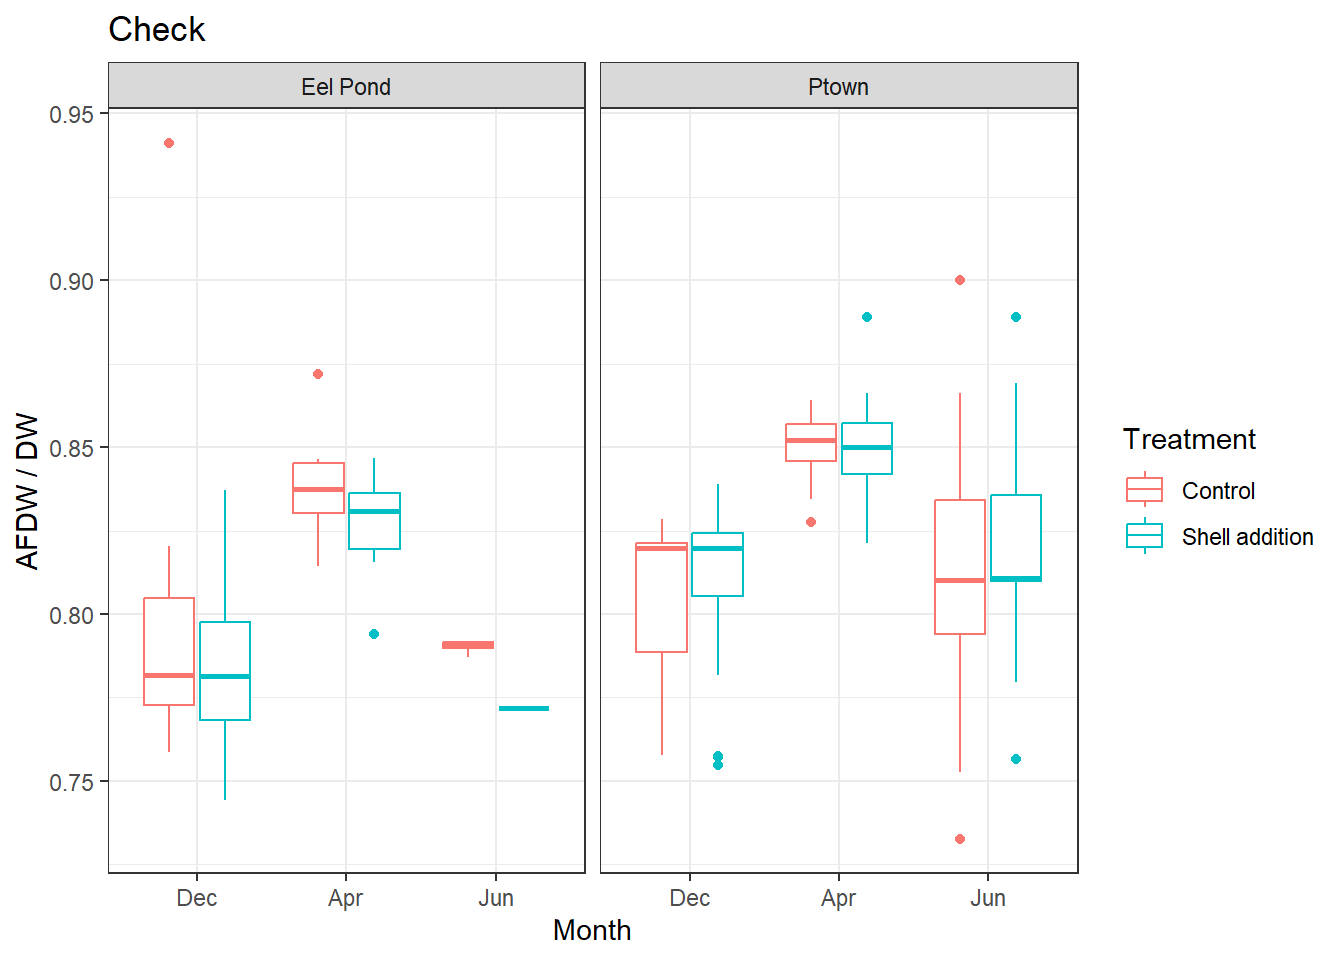 Check
Eel Pond
Ptown
0.95
0.90
0.85
0.80
0.75
AFDW / DW
Dec
Apr
Jun
Dec
Apr
Jun
Month
Treatment
Control
Shell addition